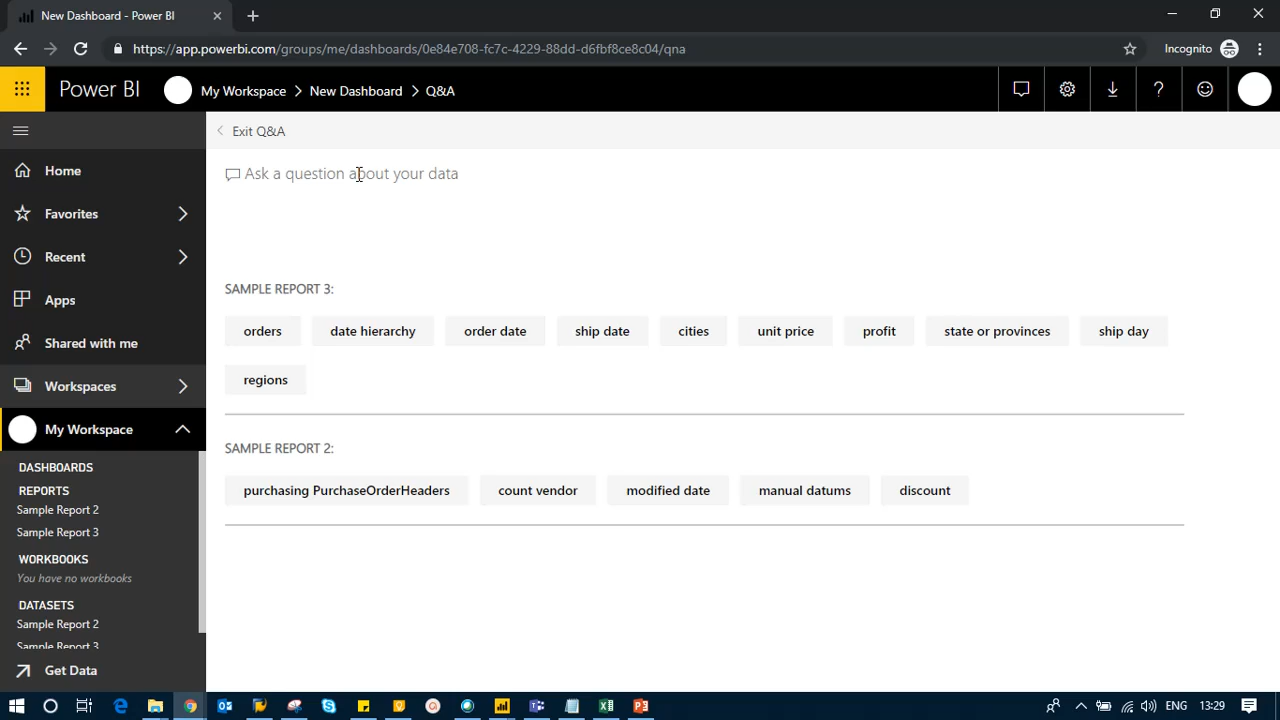 New Dashboard - Power BI
https://app.powerbi.com/groups/me/dashboards/0e84e708-fc7c-4229-88dd-d6fbf8ce8c04/qna
Incognito
Power BI
My Workspace > New Dashboard > Q&A
Exit Q&A
Ask a question about your data
Home
Favorites
Recent
Apps
Shared with me
Workspaces
My Workspace
DASHBOARDS
REPORTS
Sample Report 2
Sample Report 3
WORKBOOKS
You have no workbooks
DATASETS
Sample Report 2
Sample Report 3
Get Data
SAMPLE REPORT 3:
orders date hierarchy order date ship date cities unit price profit state or provinces ship day
regions
SAMPLE REPORT 2:
purchasing PurchaseOrderHeaders count vendor modified date manual datums discount
ENG 13:29